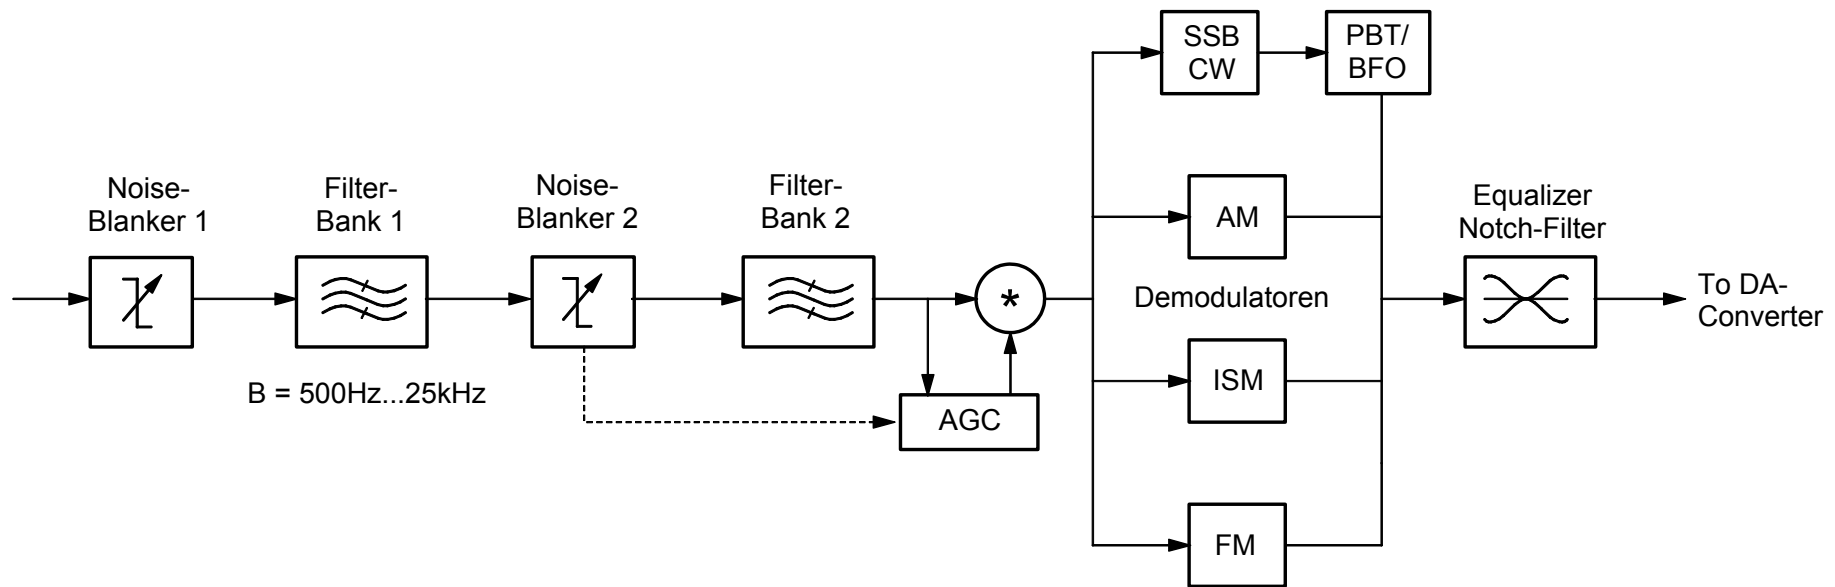 SSB
CW
PBT/
BFO
Noise-
Blanker 1
Filter-
Bank 1
Noise-
Blanker 2
Filter-
Bank 2
AM
Equalizer
Notch-Filter
*
Demodulatoren
To DA-
Converter
B = 500Hz...25kHz
ISM
AGC
FM